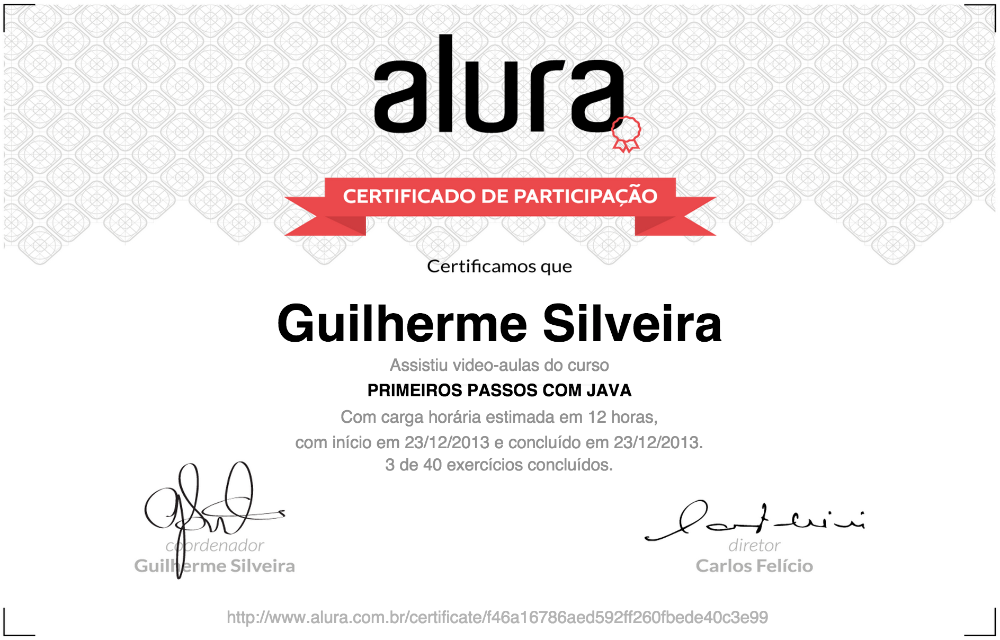 alura
CERTIFICADO DE PARTICIPAÇÃO
Certificamos que
Guilherme Silveira
Assistiu video-aulas do curso
PRIMEIROS PASSOS COM JAVA
Com carga horária estimada em 12 horas,
com início em 23/12/2013 e concluído em 23/12/2013.
3 de 40 exercícios concluídos.
coordenador
Guilherme Silveira
diretor
Carlos Felício
http://www.alura.com.br/certificate/f46a16786aed592ff260fbede40c3e99